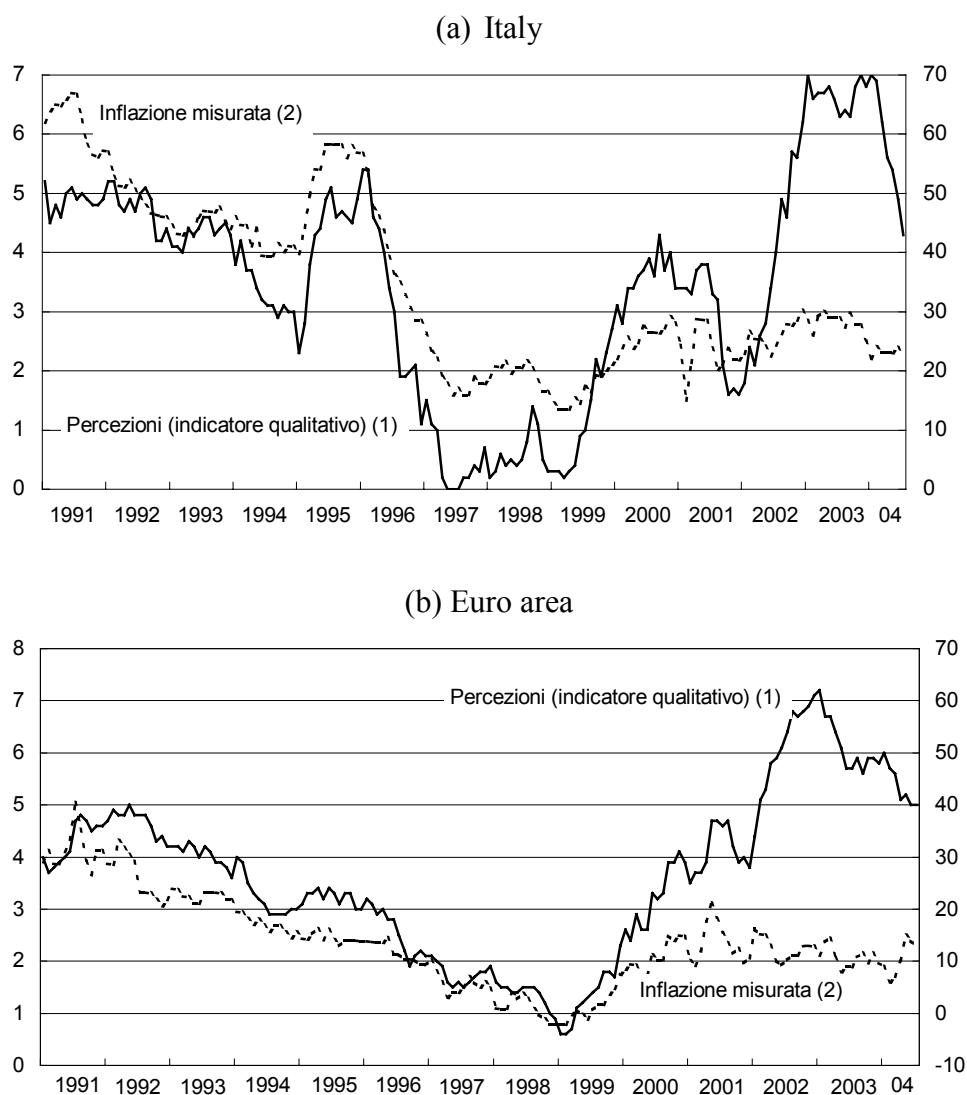 (a) Italy
7 70
Inflazione misurata (2)
6 60
5 50
4 40
3 30
2 20
Percezioni (indicatore qualitativo) (1)
1 10
0 0
1991 1992 1993 1994 1995 1996 1997 1998 1999 2000 2001 2002 2003 04
(b) Euro area
8 70
Percezioni (indicatore qualitativo) (1)
7 60
6 50
5 40
4 30
3 20
2 10
Inflazione misurata (2)
1 0
0 -10
1991 1992 1993 1994 1995 1996 1997 1998 1999 2000 2001 2002 2003 04